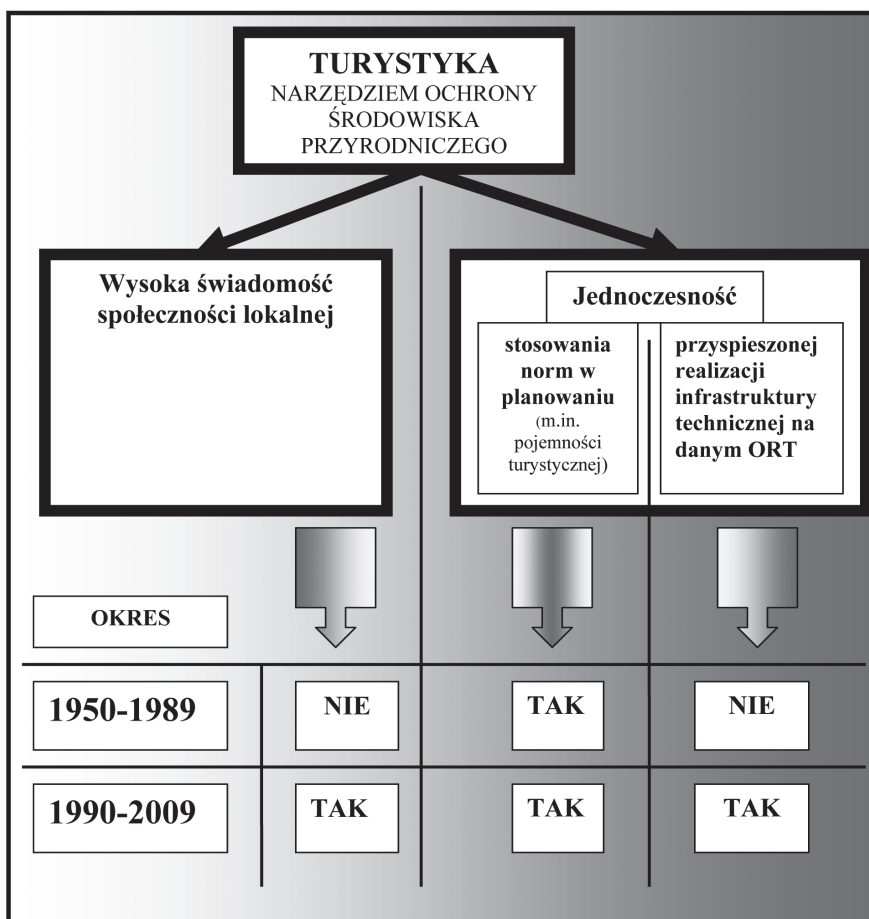 TURYSTYKA
NARZĘDZIEM OCHRONY
ŚRODOWISKA
PRZYRODNICZEGO
Wysoka świadomość
społeczności lokalnej
Jednoczesność
stosowania
norm w
planowaniu
(m.in.
pojemności
turystycznej)
przyspieszonej
realizacji
infrastruktury
technicznej na
danym ORT
OKRES
1950-1989
NIE
TAK
NIE
1990-2009
TAK
TAK
TAK